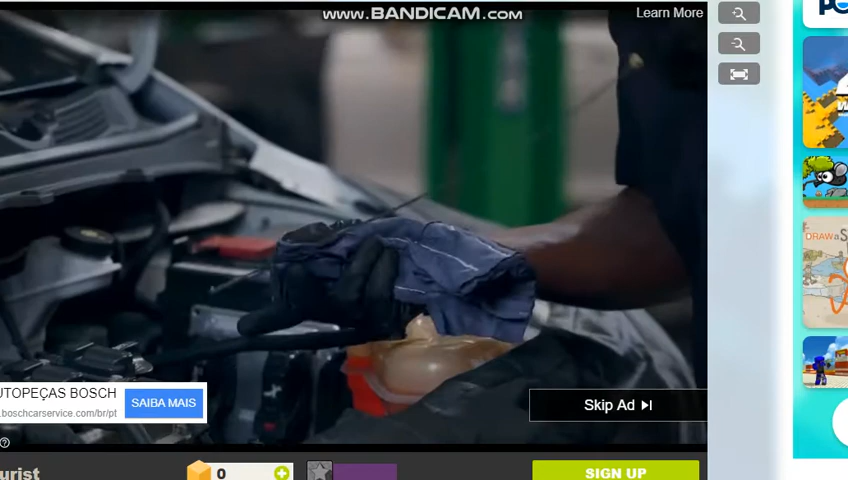 www.BANDICAM.com
Learn More
UTOPEÇAS BOSCH
SAIBA MAIS
.boschcarservice.com/br/pt
Skip Ad
urist
0
SIGN UP
DRAW a S